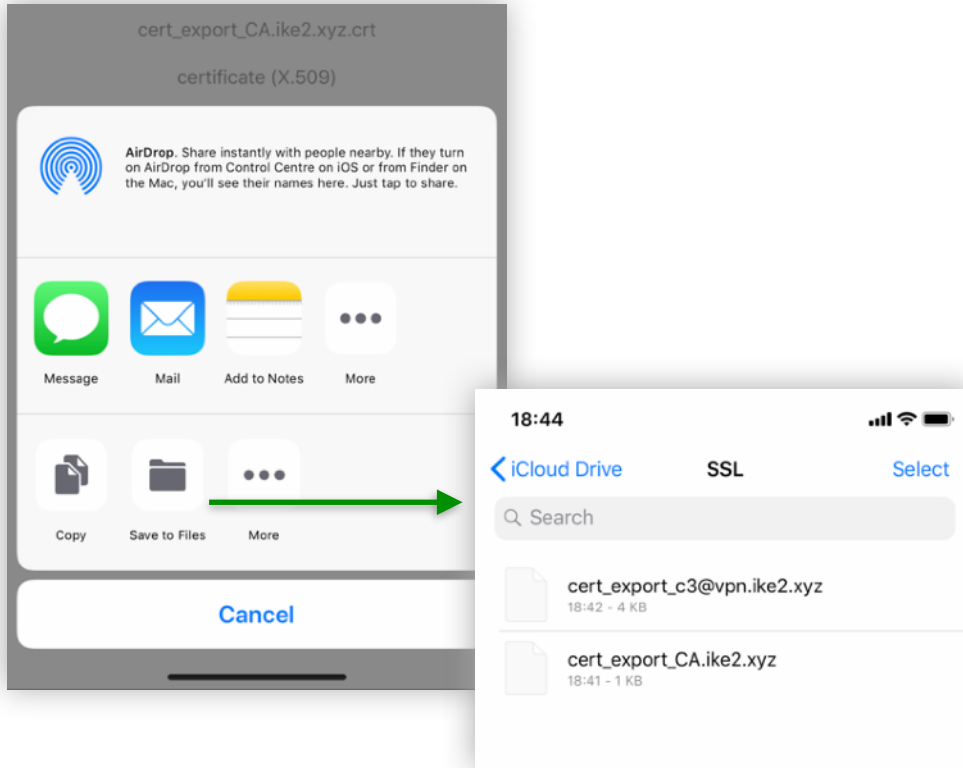 cert_export_CA.ike2.xyz.crt
certificate (X.509)
AirDrop. Share instantly with people nearby. If they turn
on AirDrop from Control Centre on iOS or from Finder on
the Mac, you'll see their names here. Just tap to share.
Message
Mail
Add to Notes
More
Copy
Save to Files
More
Cancel
18:44
iCloud Drive
SSL
Select
Search
cert_export_c3@vpn.ike2.xyz
18:42 - 4 KB
cert_export_CA.ike2.xyz
18:41 - 1 KB